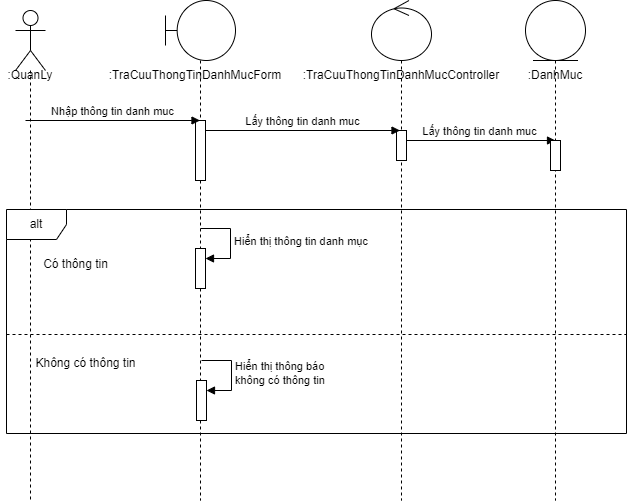 :QuanLy
:TraCuuThongTinDanhMucForm
:TraCuuThongTinDanhMucController
:DanhMuc
Nhập thông tin danh muc
Lấy thông tin danh muc
Lấy thông tin danh muc
alt
Hiển thị thông tin danh mục
Có thông tin
Không có thông tin
Hiển thị thông báo
không có thông tin